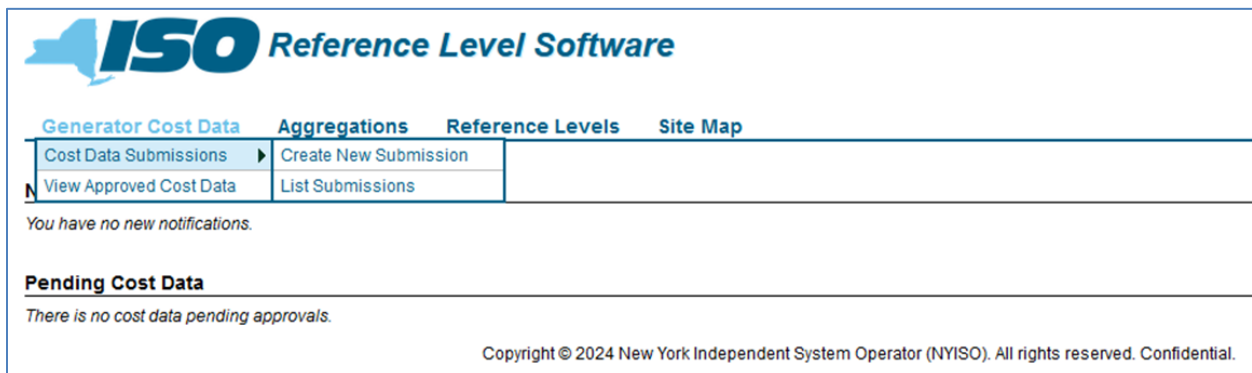 ISO Reference Level Software
Generator Cost Data Aggregations Reference Levels Site Map
Cost Data Submissions Create New Submission
View Approved Cost Data List Submissions
You have no new notifications.
Pending Cost Data
There is no cost data pending approvals.
Copyright © 2024 New York Independent System Operator (NYISO). All rights reserved. Confidential.